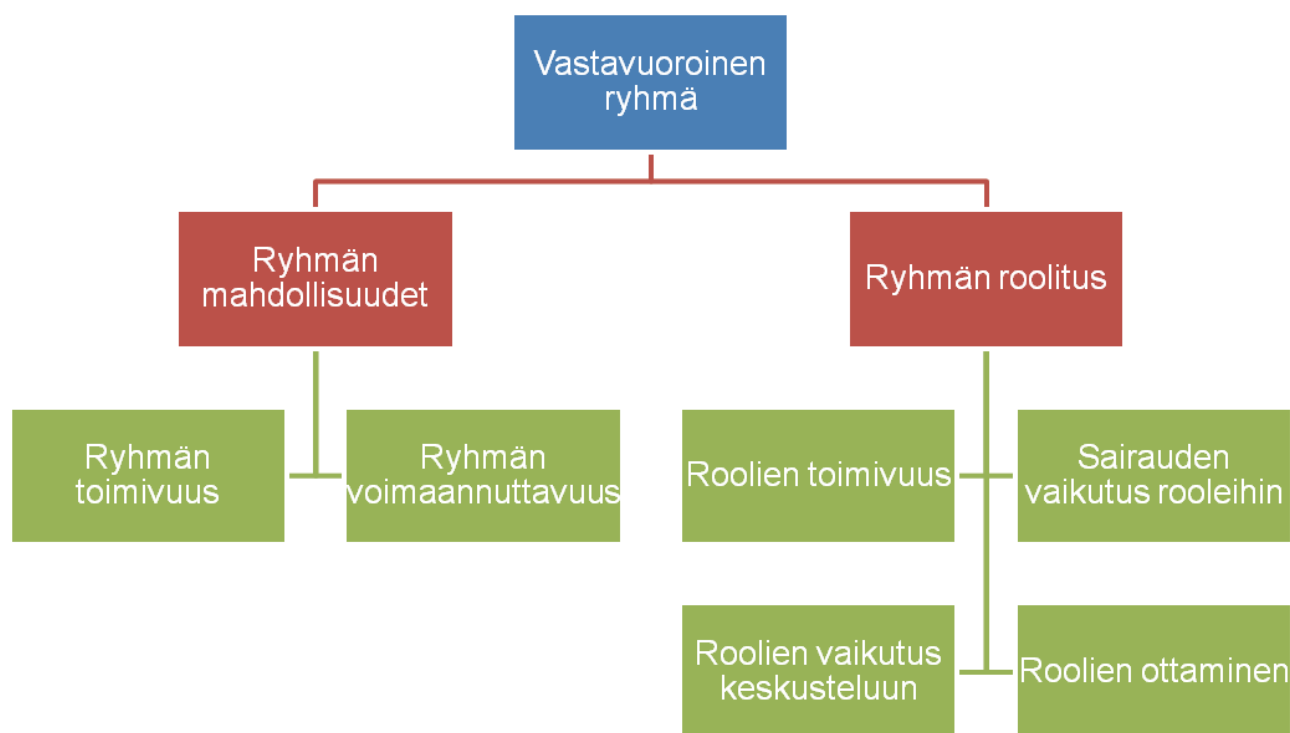 Vastavuoroinen
ryhmä
Ryhmän
mahdollisuudet
Ryhmän roolitus
Ryhmän
toimivuus
Ryhmän
voimaannuttavuus
Roolien toimivuus
Sairauden
vaikutus rooleihin
Roolien vaikutus
keskusteluun
Roolien ottaminen